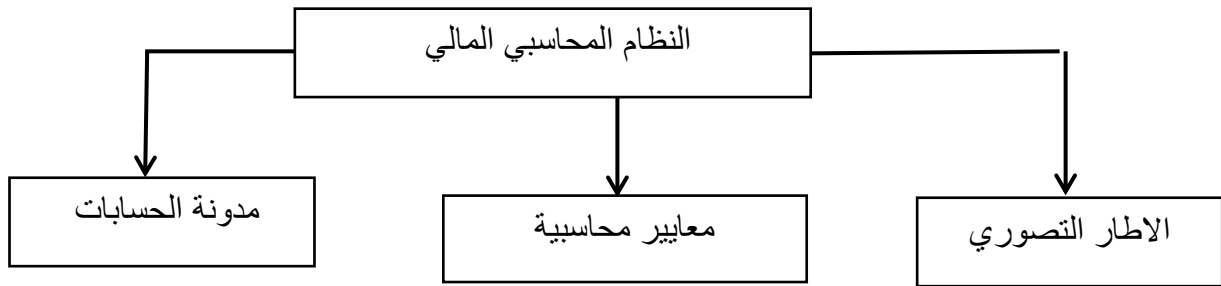 النظام المحاسبي المالي
الاطار التصوري
معايير محاسبية
مدونة الحسابات